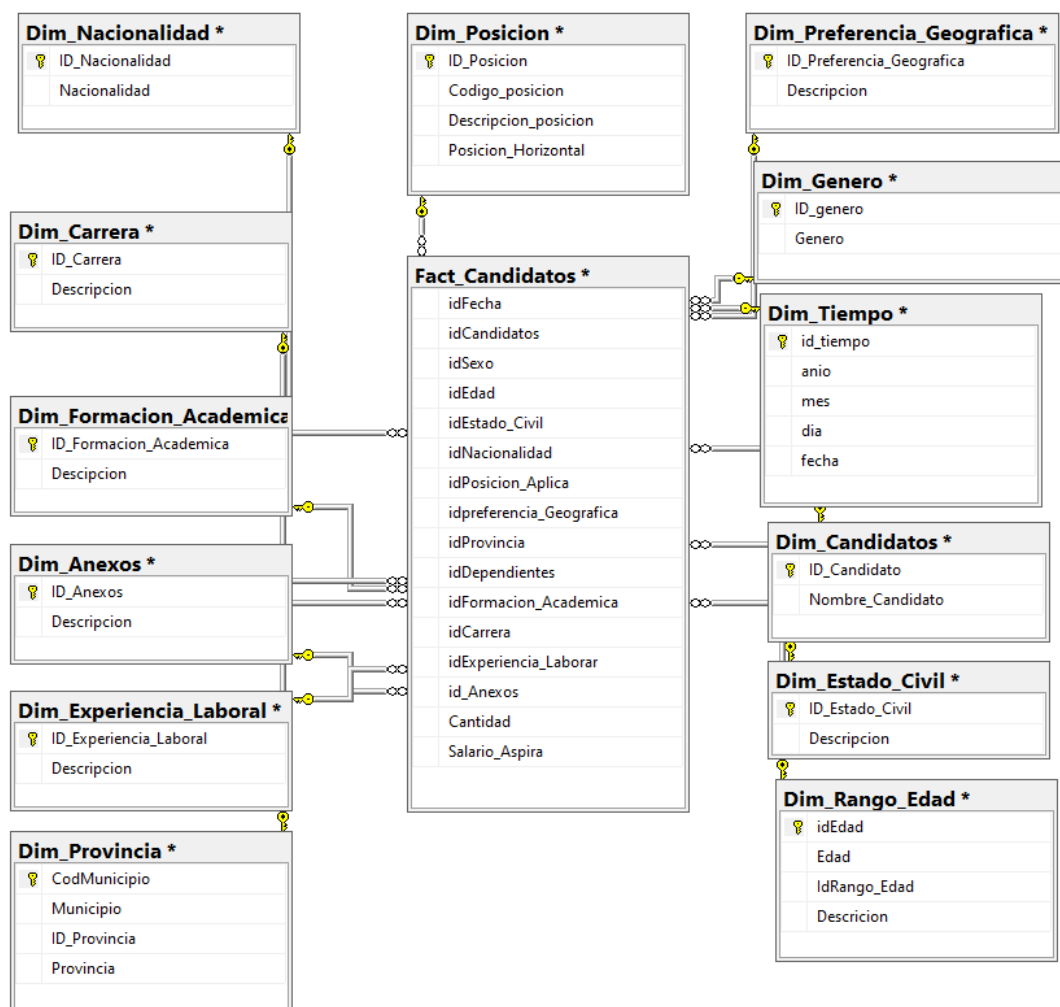 Dim_Nacionalidad *
ID_Nacionalidad
Nacionalidad
Dim_Posicion *
ID_Posicion
Codigo_posicion
Descripcion_posicion
Posicion_Horizontal
Dim_Preferencia_Geografica *
ID_Preferencia_Geografica
Descripcion
Dim_Genero *
ID_genero
Genero
Dim_Carrera *
ID_Carrera
Descripcion
Fact_Candidatos *
idFecha
idCandidatos
idSexo
idEdad
idEstado_Civil
idNacionalidad
idPosicion_Aplica
idpreferencia_Geografica
idProvincia
idDependientes
idFormacion_Academica
idCarrera
idExperiencia_Laborar
id_Anexos
Cantidad
Salario_Aspira
Dim_Tiempo *
id_tiempo
anio
mes
dia
fecha
Dim_Formacion_Academica
ID_Formacion_Academica
Descipcion
Dim_Anexos *
ID_Anexos
Descripcion
Dim_Candidatos *
ID_Candidato
Nombre_Candidato
Dim_Experiencia_Laboral *
ID_Experiencia_Laboral
Descripcion
Dim_Estado_Civil *
ID_Estado_Civil
Descripcion
Dim_Provincia *
CodMunicipio
Municipio
ID_Provincia
Provincia
Dim_Rango_Edad *
idEdad
Edad
IdRango_Edad
Descricion